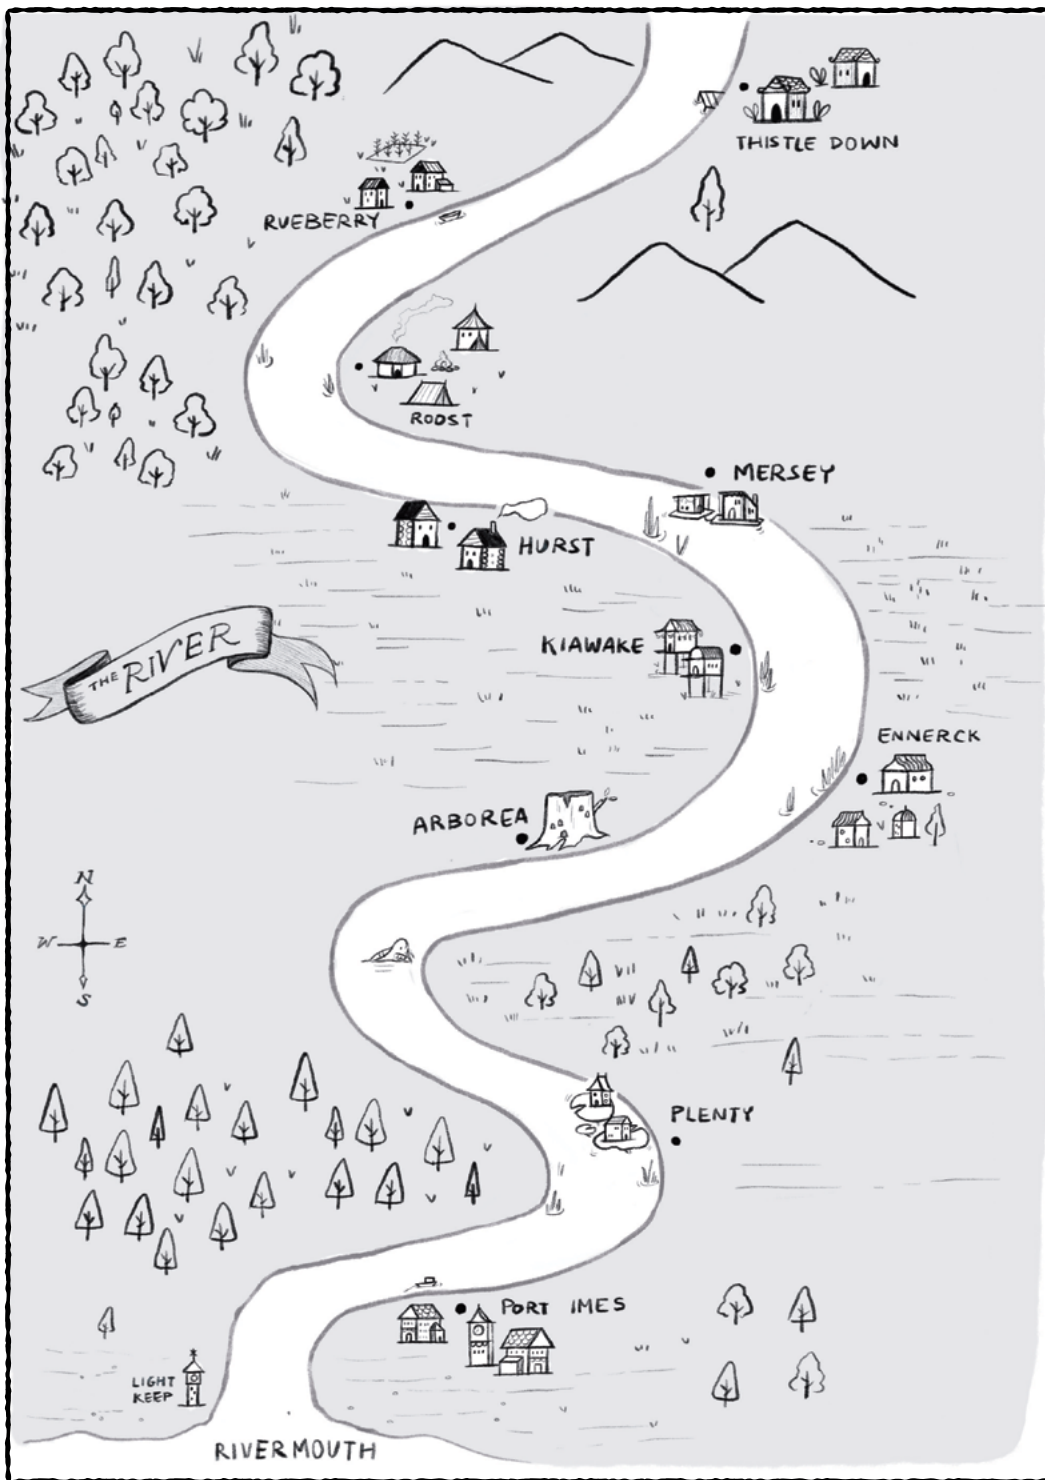 THISTLE DOWN
RUEBERRY
ROOST
MERSEY
HURST
KIAWAKE
THE RIVER
ENNERCK
ARBOREA
N
W E
S
PLENTY
PORT IMES
LIGHT
KEEP
RIVERMOUTH